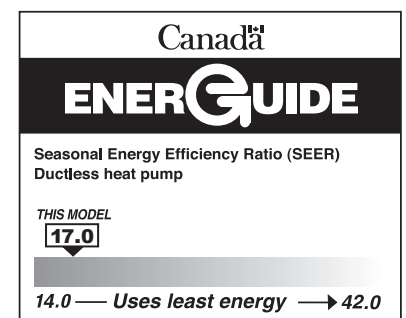 Canada
ENERGUIDE
Seasonal Energy Efficiency Ratio (SEER)
Ductless heat pump
THIS MODEL
17.0
14.0 — Uses least energy → 42.0